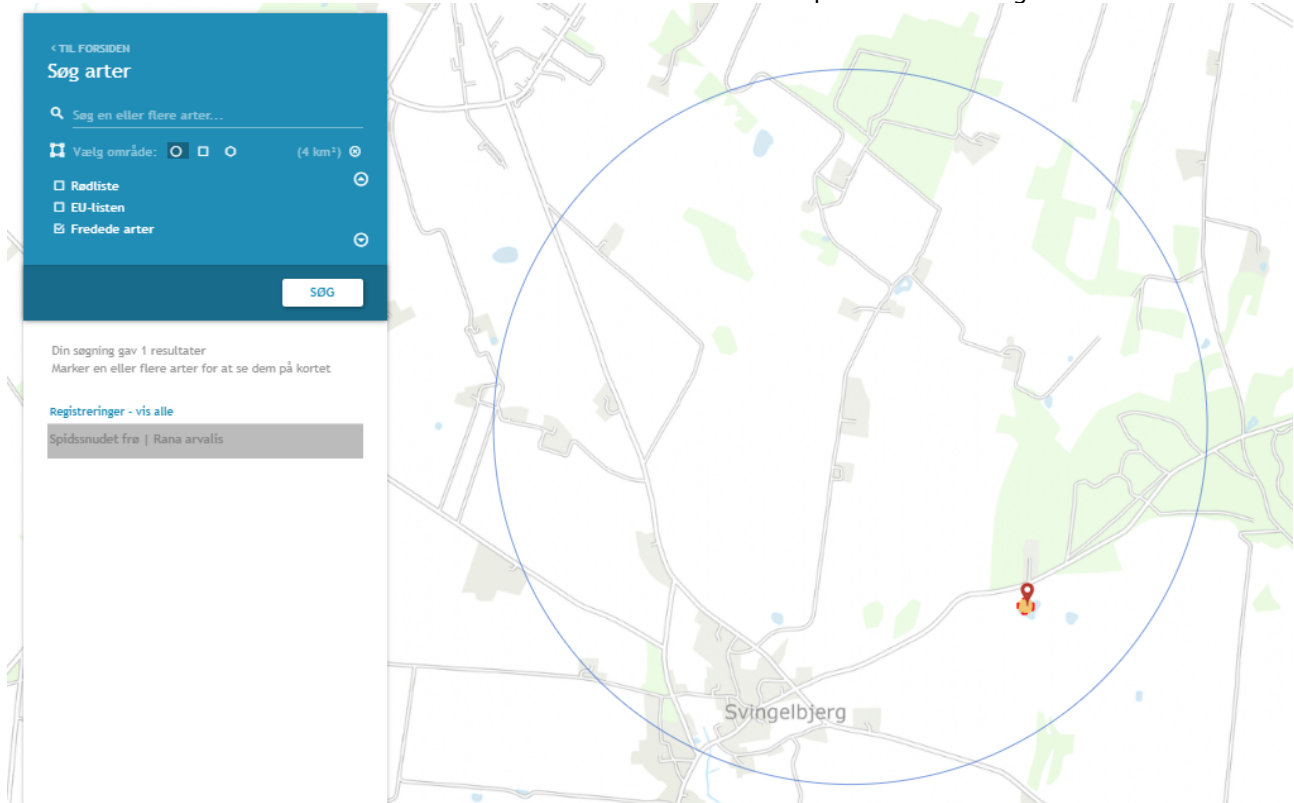 ‹ TIL FORSIDEN
Søg arter
Søg en eller flere arter...
Vælg område: (4 km²)
Rødliste
EU-listen
Fredede arter
SØG
Din søgning gav 1 resultater
Marker en eller flere arter for at se dem på kortet
Registreringer - vis alle
Spidssnudet frø | Rana arvalis
Svingelbjerg